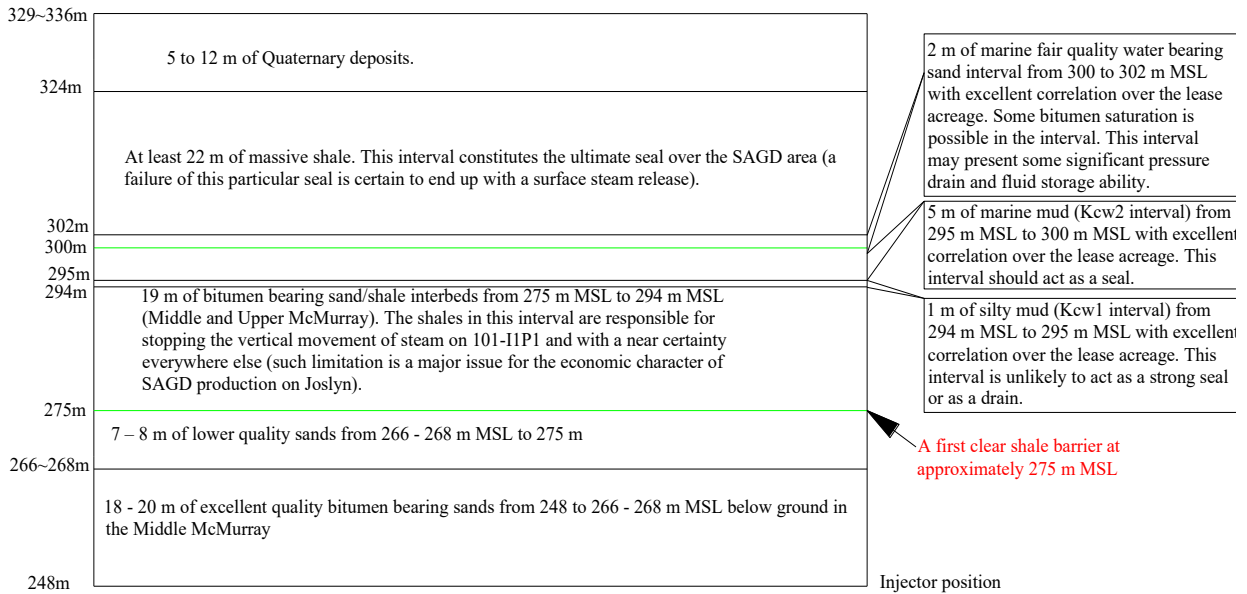 329~336m
5 to 12 m of Quaternary deposits.
324m
At least 22 m of massive shale. This interval constitutes the ultimate seal over the SAGD area (a
failure of this particular seal is certain to end up with a surface steam release).
302m
300m
295m
294m
19 m of bitumen bearing sand/shale interbeds from 275 m MSL to 294 m MSL
(Middle and Upper McMurray). The shales in this interval are responsible for
stopping the vertical movement of steam on 101-I1P1 and with a near certainty
everywhere else (such limitation is a major issue for the economic character of
SAGD production on Joslyn).
275m
7 – 8 m of lower quality sands from 266 - 268 m MSL to 275 m
266~268m
18 - 20 m of excellent quality bitumen bearing sands from 248 to 266 - 268 m MSL below ground in
the Middle McMurray
248m
2 m of marine fair quality water bearing
sand interval from 300 to 302 m MSL
with excellent correlation over the lease
acreage. Some bitumen saturation is
possible in the interval. This interval
may present some significant pressure
drain and fluid storage ability.
5 m of marine mud (Kcw2 interval) from
295 m MSL to 300 m MSL with excellent
correlation over the lease acreage. This
interval should act as a seal.
1 m of silty mud (Kcw1 interval) from
294 m MSL to 295 m MSL with excellent
correlation over the lease acreage. This
interval is unlikely to act as a strong seal
or as a drain.
A first clear shale barrier at
approximately 275 m MSL
Injector position